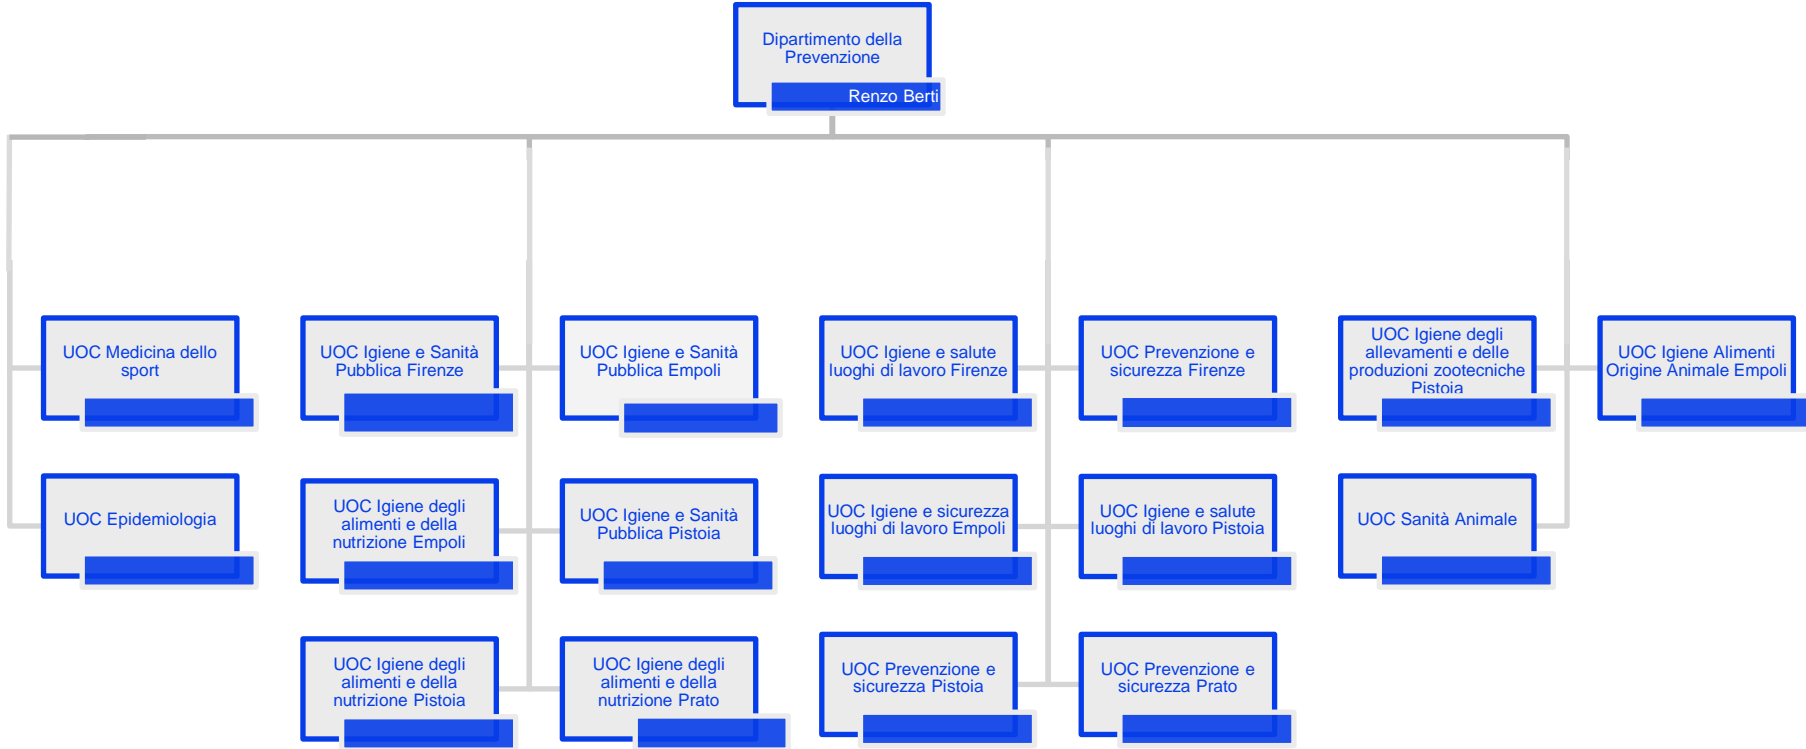 Dipartimento della
Prevenzione
Renzo Berti
UOC Medicina dello
sport
UOC Igiene e Sanità
Pubblica Firenze
UOC Igiene e Sanità
Pubblica Empoli
UOC Igiene e salute
luoghi di lavoro Firenze
UOC Prevenzione e
sicurezza Firenze
UOC Igiene degli
allevamenti e delle
produzioni zootecniche
Pistoia
UOC Igiene Alimenti
Origine Animale Empoli
UOC Epidemiologia
UOC Igiene degli
alimenti e della
nutrizione Empoli
UOC Igiene e Sanità
Pubblica Pistoia
UOC Igiene e sicurezza
luoghi di lavoro Empoli
UOC Igiene e salute
luoghi di lavoro Pistoia
UOC Sanità Animale
UOC Igiene degli
alimenti e della
nutrizione Pistoia
UOC Igiene degli
alimenti e della
nutrizione Prato
UOC Prevenzione e
sicurezza Pistoia
UOC Prevenzione e
sicurezza Prato